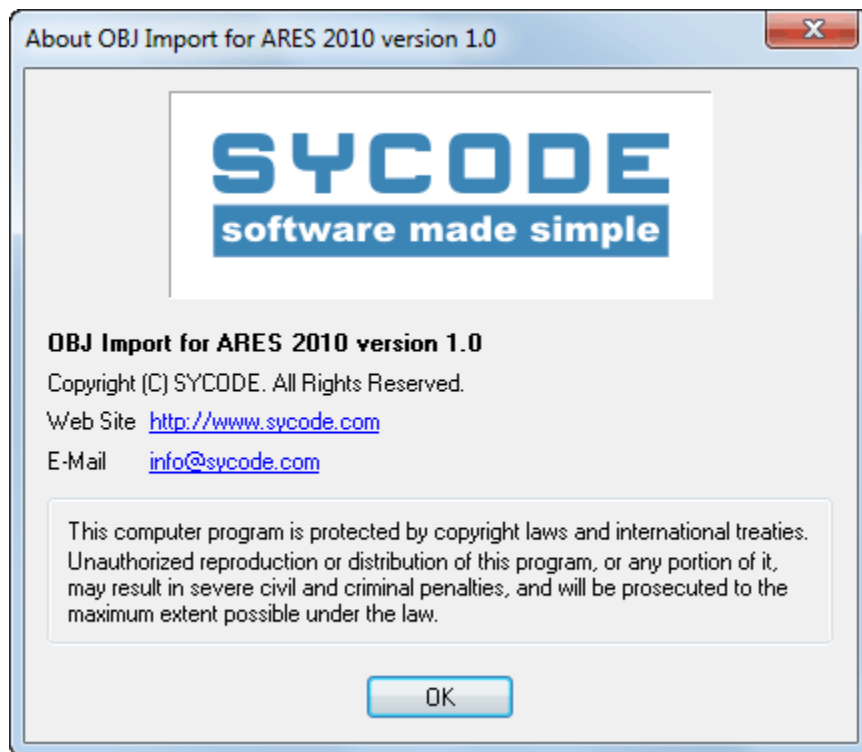 About OBJ Import for ARES 2010 version 1.0
SYCODE
software made simple
OBJ Import for ARES 2010 version 1.0
Copyright (C) SYCODE. All Rights Reserved.
Web Site http://www.sycode.com
E-Mail info@sycode.com
This computer program is protected by copyright laws and international treaties.
Unauthorized reproduction or distribution of this program, or any portion of it,
may result in severe civil and criminal penalties, and will be prosecuted to the
maximum extent possible under the law.
OK